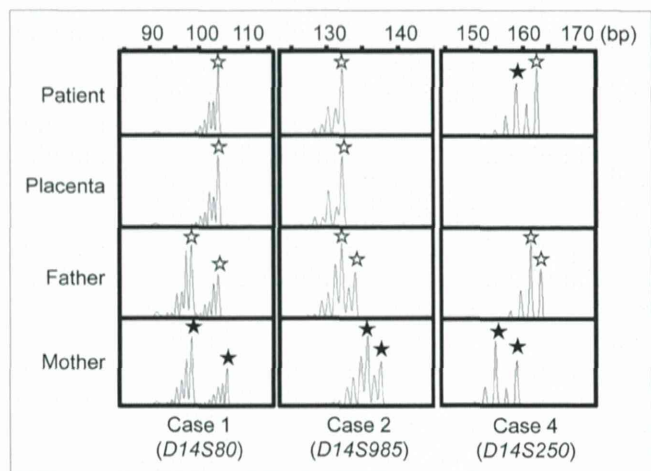 90 100 110 130 140 150 160 170 (bp)
Patient
Placenta
Father
Mother
Case 1 Case 2 Case 4
(D14S80) (D14S985) (D14S250)